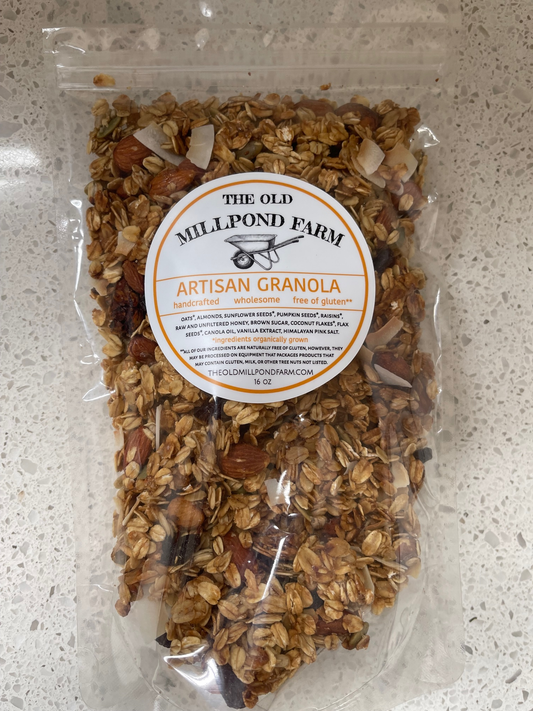 THE OLD
MILLPOND FARM
ARTISAN GRANOLA
handcrafted wholesome free of gluten**
OATS*, ALMONDS, SUNFLOWER SEEDS*, PUMPKIN SEEDS*, RAISINS*,
RAW AND UNFILTERED HONEY, BROWN SUGAR, COCONUT FLAKES*, FLAX
SEEDS*, CANOLA OIL, VANILLA EXTRACT, HIMALAYAN PINK SALT.
*Ingredients organically grown
**ALL OF OUR INGREDIENTS ARE NATURALLY FREE OF GLUTEN, HOWEVER, THEY
MAY BE PROCESSED ON EQUIPMENT THAT PACKAGES PRODUCTS THAT
MAY CONTAIN GLUTEN, MILK, OR OTHER TREE NUTS NOT LISTED.
THEOLDMILLPONDFARM.COM
16 OZ